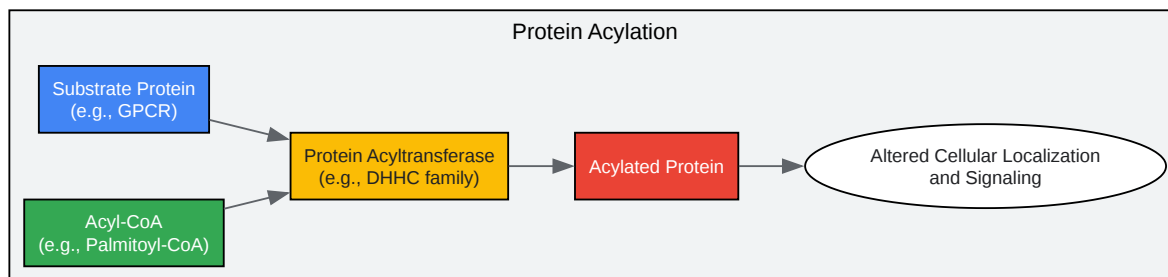 Protein Acylation
Substrate Protein
(e.g., GPCR)
Acyl-CoA
(e.g., Palmitoyl-CoA)
Protein Acyltransferase
(e.g., DHHC family)
Acylated Protein
Altered Cellular Localization
and Signaling